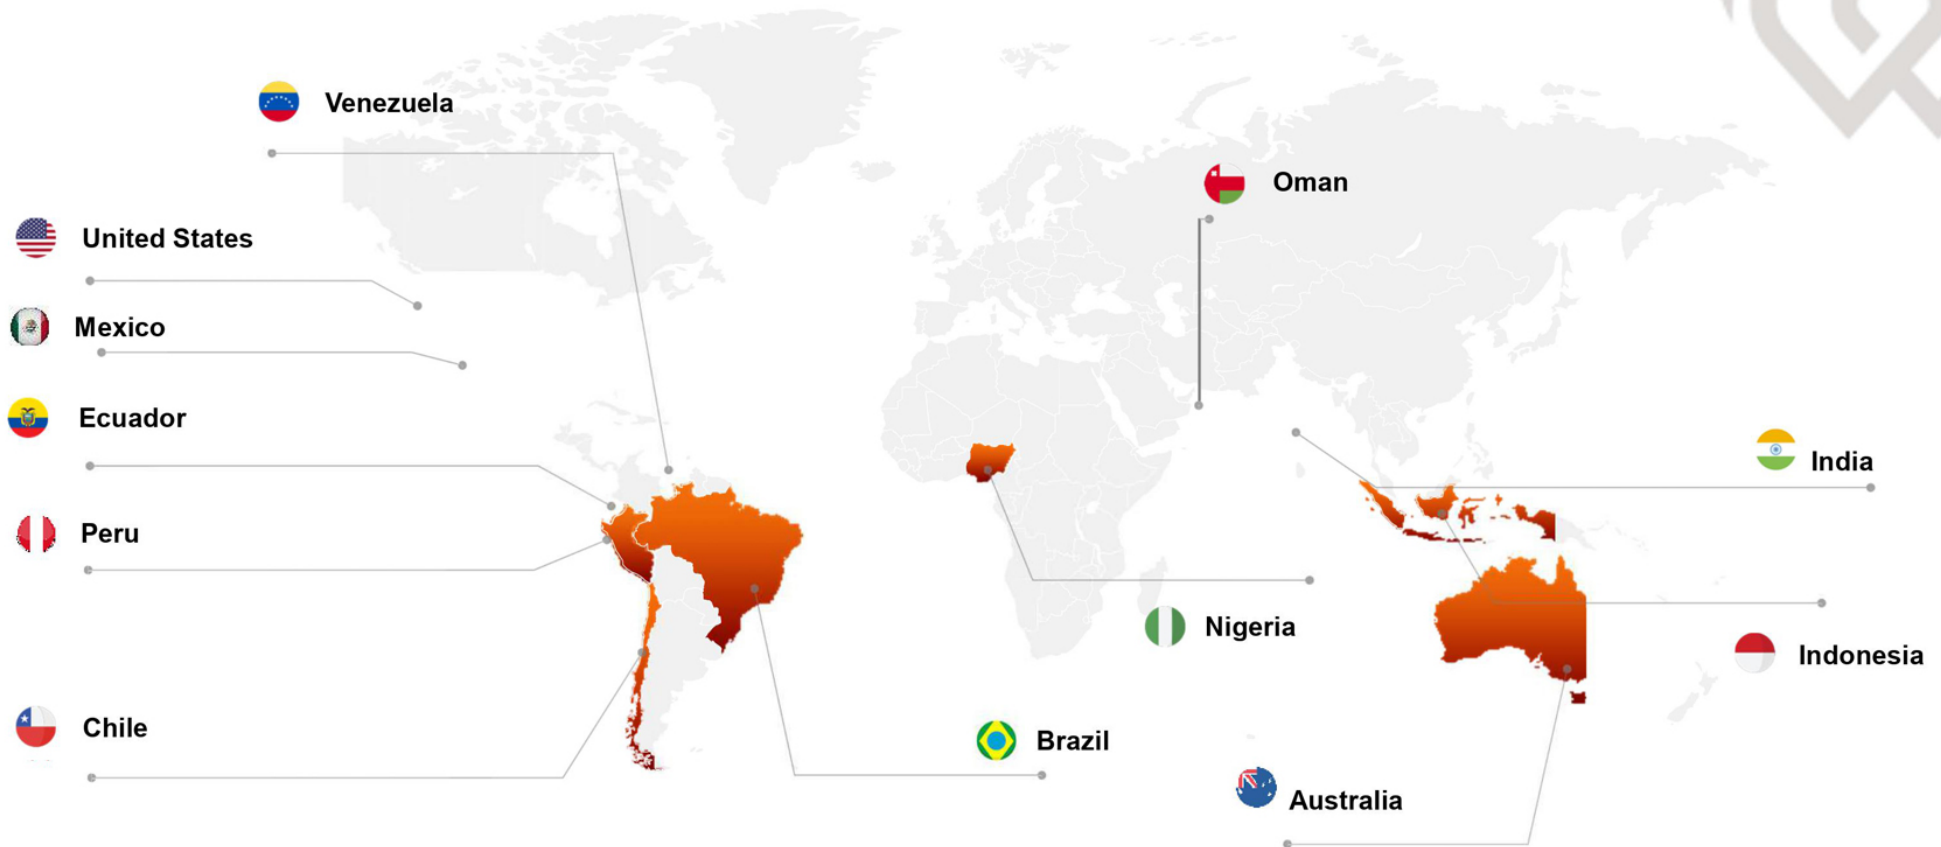 Venezuela
Oman
United States
Mexico
Ecuador
India
Peru
Nigeria
Indonesia
Chile
Brazil
Australia